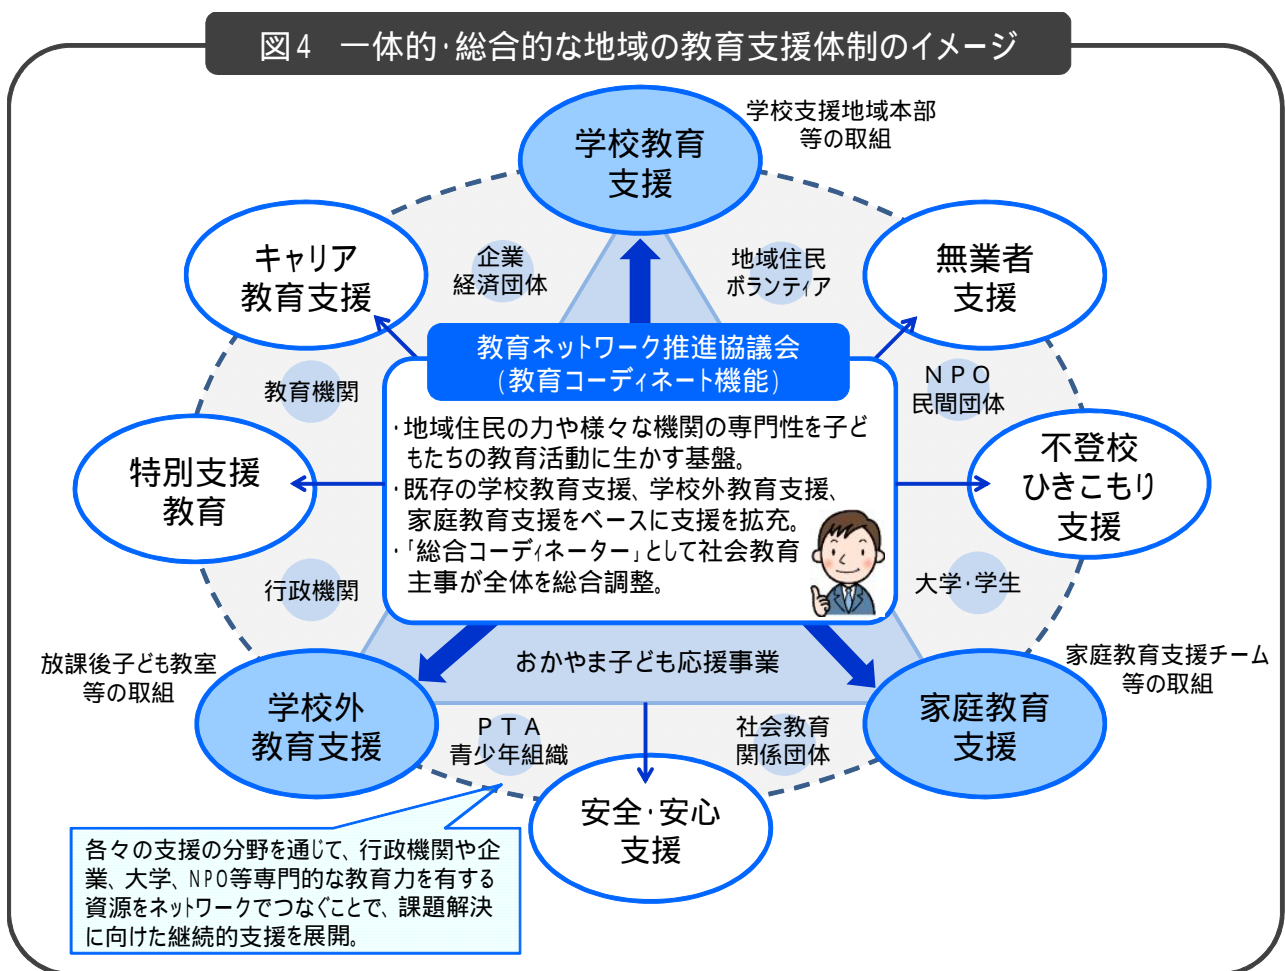 図4 一体的・総合的な地域の教育支援体制のイメージ
学校教育
支援
学校支援地域本部
等の取組
キャリア
教育支援
企業
経済団体
地域住民
ボランティア
無業者
支援
教育ネットワーク推進協議会
(教育コーディネート機能)
教育機関
NPO
民間団体
・地域住民の力や様々な機関の専門性を子ど
もたちの教育活動に生かす基盤。
・既存の学校教育支援、学校外教育支援、
家庭教育支援をベースに支援を拡充。
・「総合コーディネーター」として社会教育
主事が全体を総合調整。
特別支援
教育
不登校
ひきこもり
支援
行政機関
大学・学生
放課後子ども教室
等の取組
おかやま子ども応援事業
家庭教育支援チーム
等の取組
学校外
教育支援
PTA
青少年組織
社会教育
関係団体
家庭教育
支援
安全・安心
支援
各々の支援の分野を通じて、行政機関や企
業、大学、NPO等専門的な教育力を有する
資源をネットワークでつなぐことで、課題解決
に向けた継続的支援を展開。